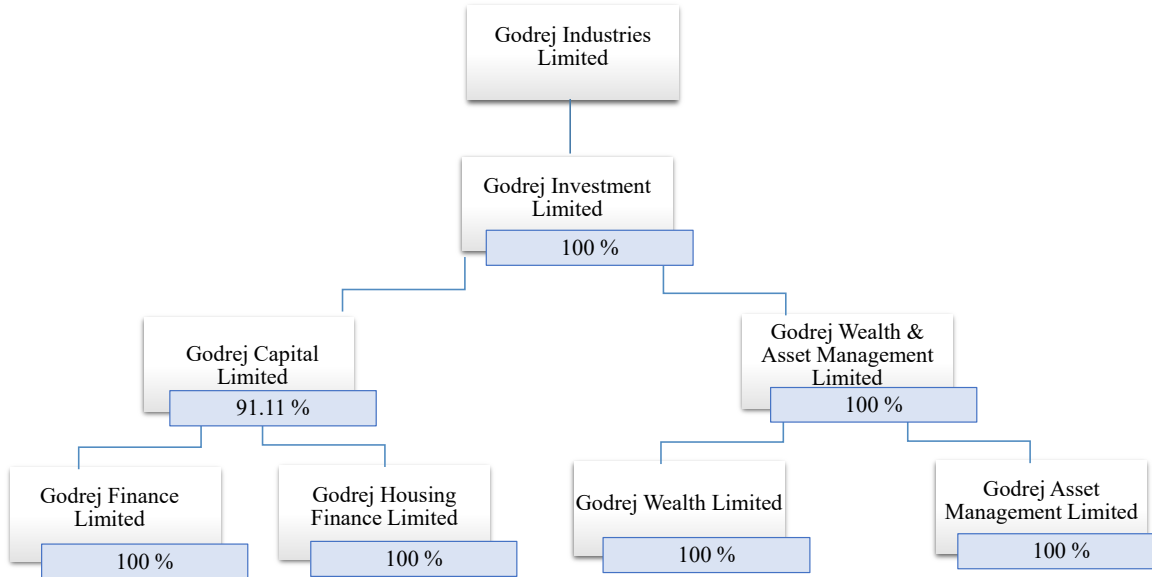 Godrej Industries
Limited
Godrej Investment
Limited
100 %
Godrej Capital
Limited
91.11 %
Godrej Wealth &
Asset Management
Limited
100 %
Godrej Finance
Limited
100 %
Godrej Housing
Finance Limited
100 %
Godrej Wealth Limited
100 %
Godrej Asset
Management Limited
100 %